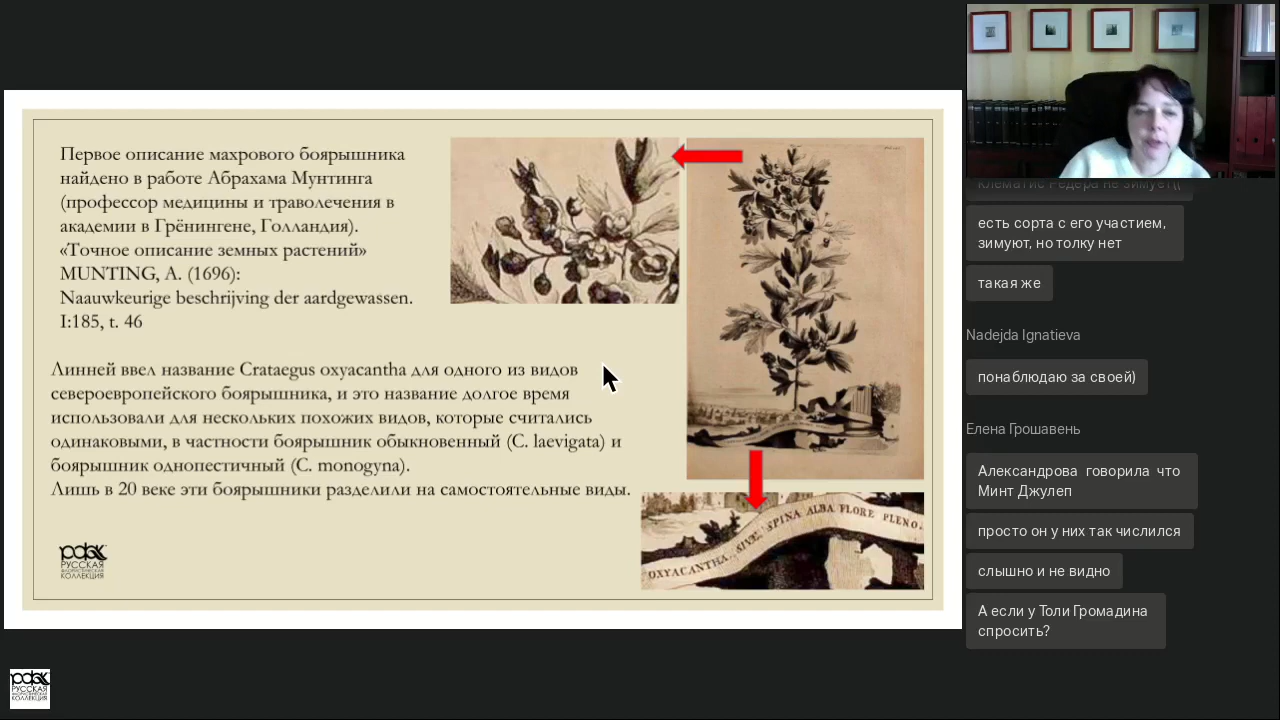 Первое описание махрового боярышника
найдено в работе Абрахама Мунтинга
(профессор медицины и траволечения в
академии в Грёнингене, Голландия).
«Точное описание земных растений»
MUNTING, A. (1696):
Naauwkeurige beschrijving der aardgewassen.
I:185, t. 46
Линней ввел название Crataegus oxyacantha для одного из видов
североевропейского боярышника, и это название долгое время
использовали для нескольких похожих видов, которые считались
одинаковыми, в частности боярышник обыкновенный (C. laevigata) и
боярышник однопестичный (C. monogyna).
Лишь в 20 веке эти боярышники разделили на самостоятельные виды.
OXYACANTHA, SIVE SPINA ALBA FLORE PLENO.
РУССКАЯ
ФЛОРИСТИЧЕСКАЯ
КОЛЛЕКЦИЯ
клематис Редера не зимует((
есть сорта с его участием,
зимуют, но толку нет
такая же
Nadejda Ignatieva
понаблюдаю за своей)
Елена Грошавень
Александрова говорила что
Минт Джулеп
просто он у них так числился
слышно и не видно
А если у Толи Громадина
спросить?
РУССКАЯ
КОЛЛЕКЦИЯ